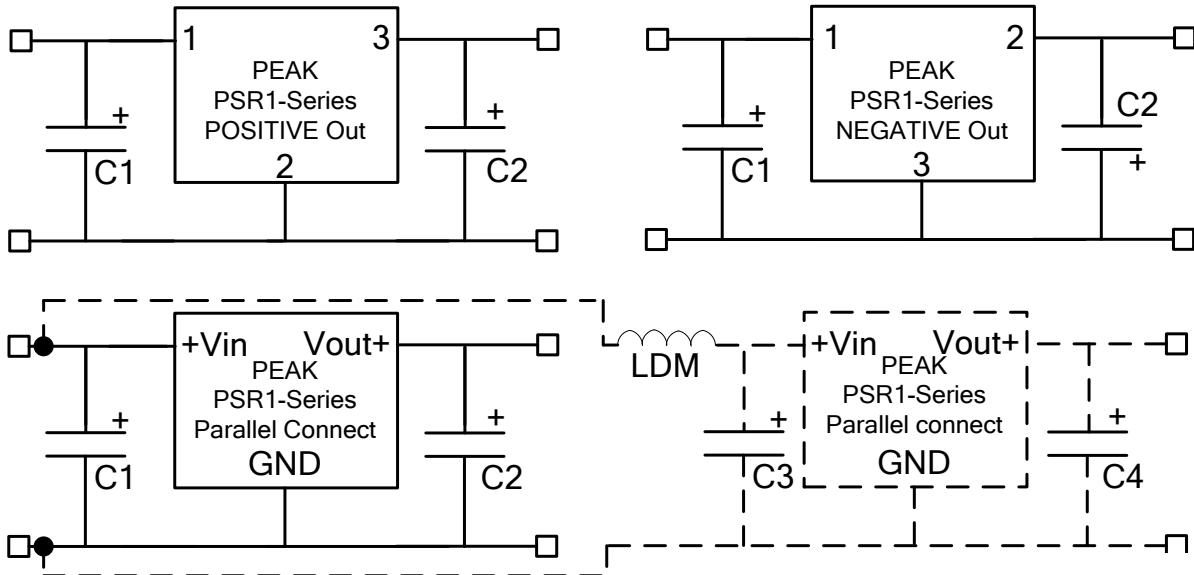 1 3
PEAK
PSR1-Series
POSITIVE Out
2
+
C1
+
C2
1 2
PEAK
PSR1-Series
NEGATIVE Out
3
+
C1
C2
+
+Vin Vout+
PEAK
PSR1-Series
Parallel Connect
GND
+
C1
+
C2
LDM
+Vin Vout+
PEAK
PSR1-Series
Parallel connect
GND
+
C3
+
C4